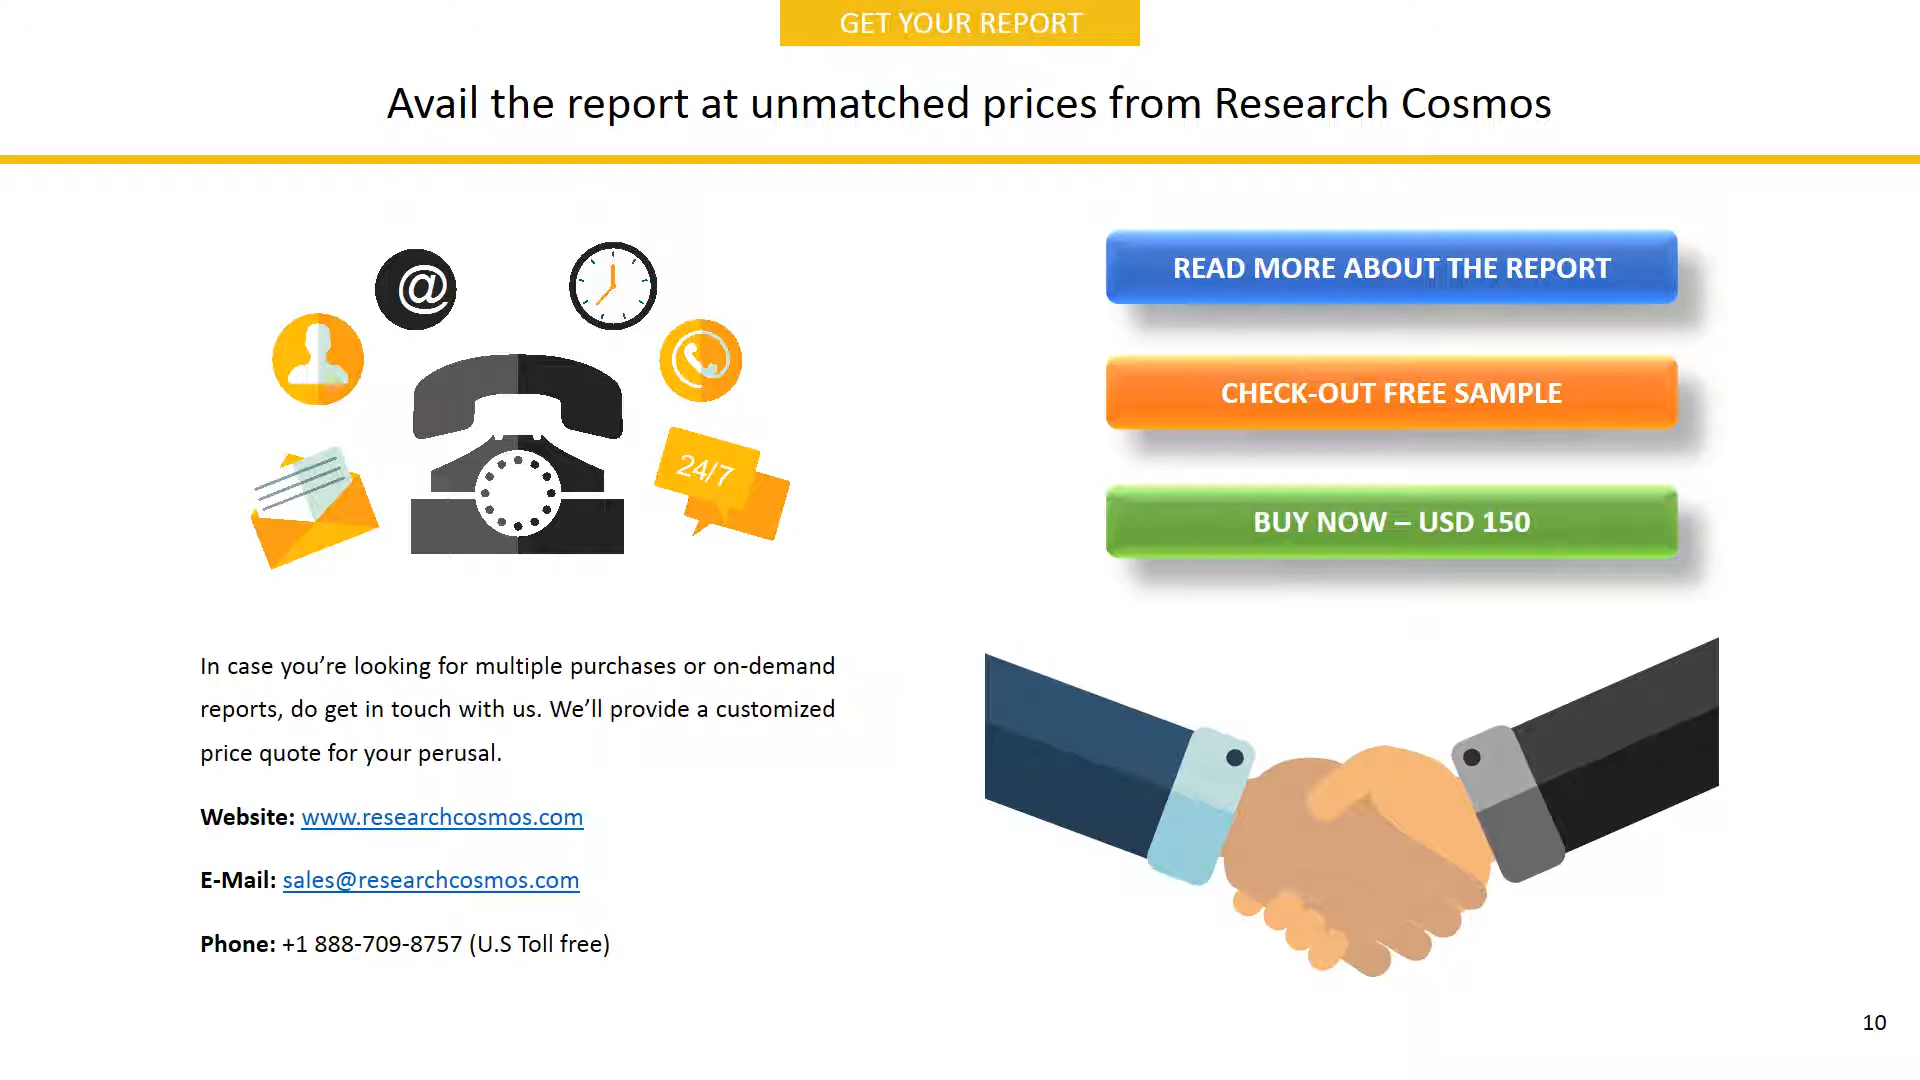 GET YOUR REPORT
Avail the report at unmatched prices from Research Cosmos
@
24/7
READ MORE ABOUT THE REPORT
CHECK-OUT FREE SAMPLE
BUY NOW – USD 150
In case you’re looking for multiple purchases or on-demand
reports, do get in touch with us. We’ll provide a customized
price quote for your perusal.
Website: www.researchcosmos.com
E-Mail: sales@researchcosmos.com
Phone: +1 888-709-8757 (U.S Toll free)
10